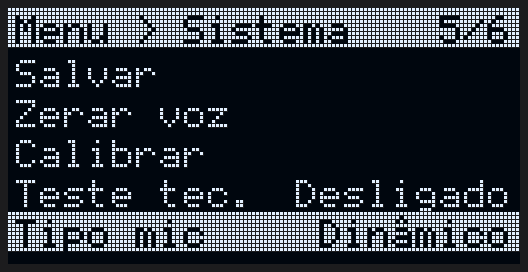 Menu > Sistema 5/6
Salvar
Zerar voz
Calibrar
Teste tec. Desligado
Tipo mic Dinâmico